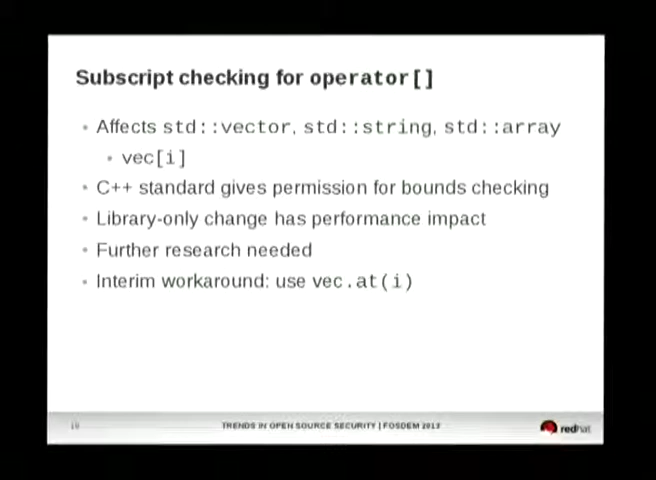 Subscript checking for operator[]
• Affects std::vector, std::string, std::array
• vec[i]
• C++ standard gives permission for bounds checking
• Library-only change has performance impact
• Further research needed
• Interim workaround: use vec.at(i)
TRENDS IN OPEN SOURCE SECURITY | FOSDEM 2013
redhat